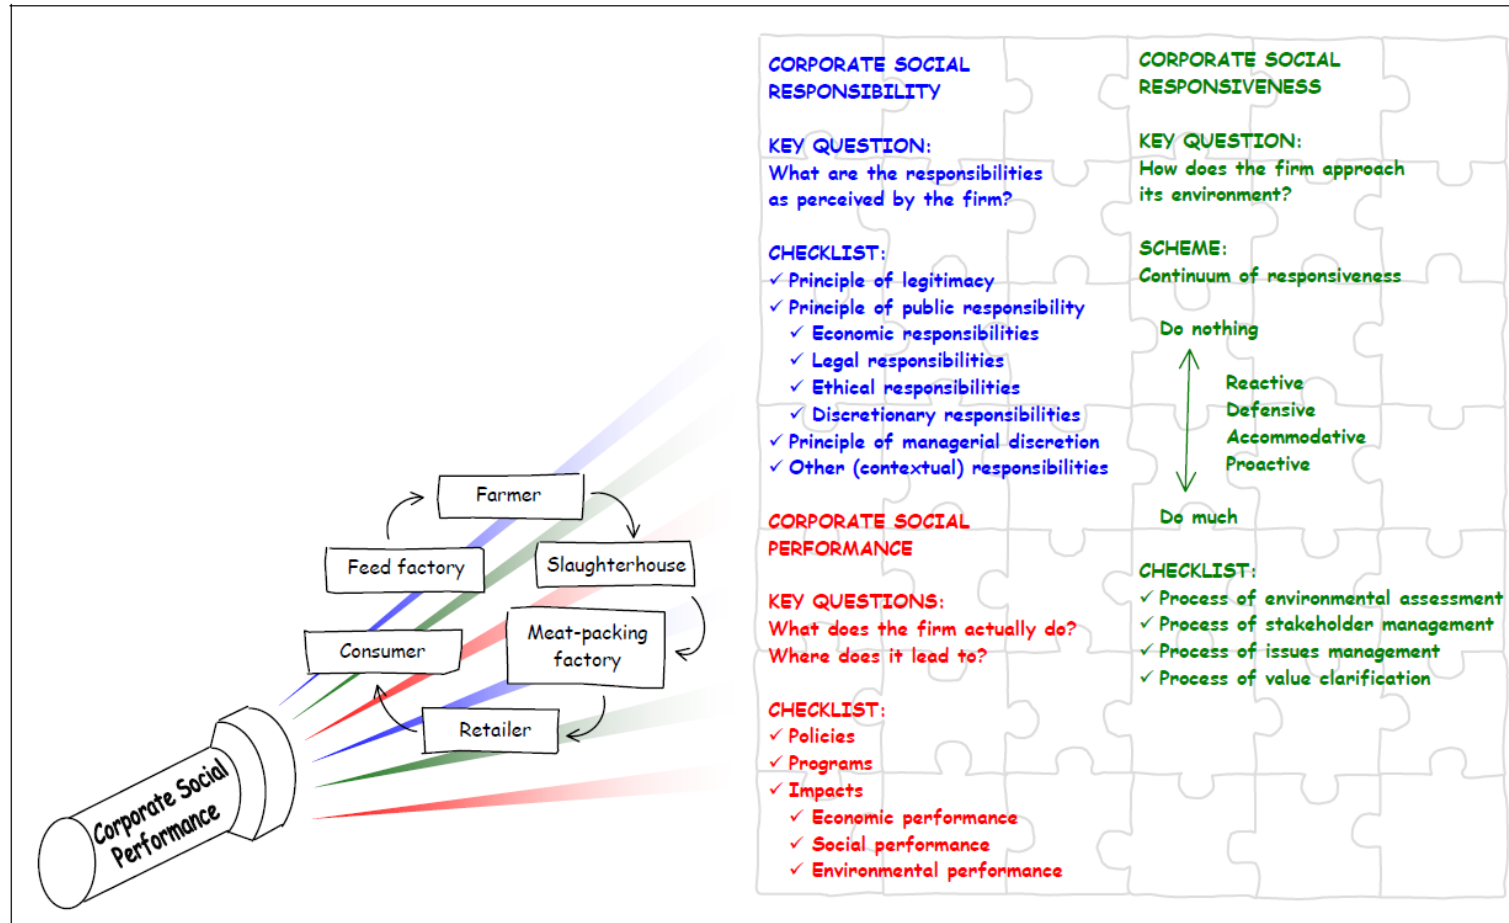 CORPORATE SOCIAL
RESPONSIBILITY
KEY QUESTION:
What are the responsibilities
as perceived by the firm?
CHECKLIST:
✓ Principle of legitimacy
✓ Principle of public responsibility
✓ Economic responsibilities
✓ Legal responsibilities
✓ Ethical responsibilities
✓ Discretionary responsibilities
✓ Principle of managerial discretion
✓ Other (contextual) responsibilities
CORPORATE SOCIAL
PERFORMANCE
KEY QUESTIONS:
What does the firm actually do?
Where does it lead to?
CHECKLIST:
✓ Policies
✓ Programs
✓ Impacts
✓ Economic performance
✓ Social performance
✓ Environmental performance
CORPORATE SOCIAL
RESPONSIVENESS
KEY QUESTION:
How does the firm approach
its environment?
SCHEME:
Continuum of responsiveness
Do nothing
Reactive
Defensive
Accommodative
Proactive
Do much
CHECKLIST:
✓ Process of environmental assessment
✓ Process of stakeholder management
✓ Process of issues management
✓ Process of value clarification
Farmer
Feed factory
Slaughterhouse
Consumer
Meat-packing
factory
Retailer
Corporate Social
Performance